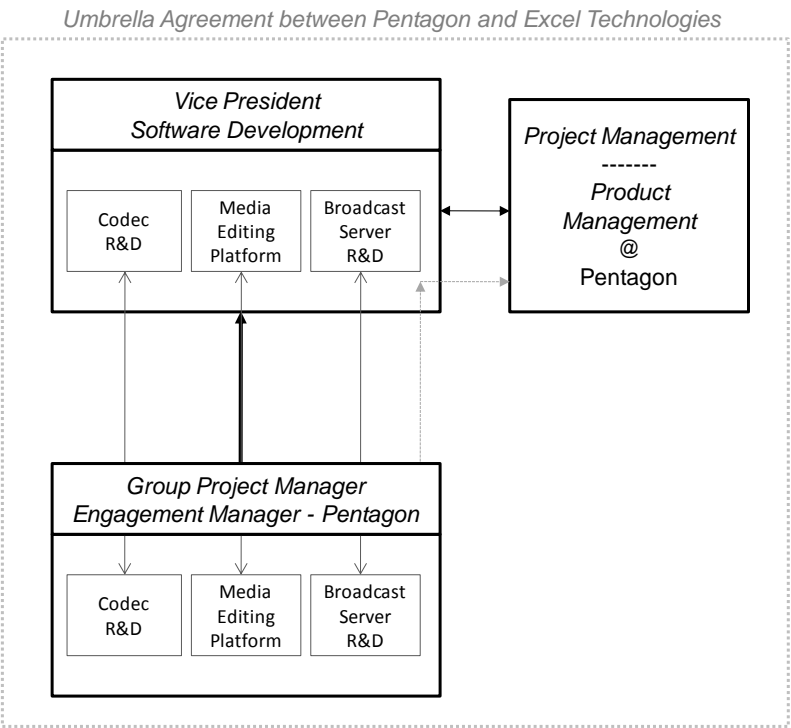 Umbrella Agreement between Pentagon and Excel Technologies
Vice President
Software Development
Codec
R&D
Media
Editing
Platform
Broadcast
Server
R&D
Project Management
-------
Product
Management
@
Pentagon
Group Project Manager
Engagement Manager - Pentagon
Codec
R&D
Media
Editing
Platform
Broadcast
Server
R&D